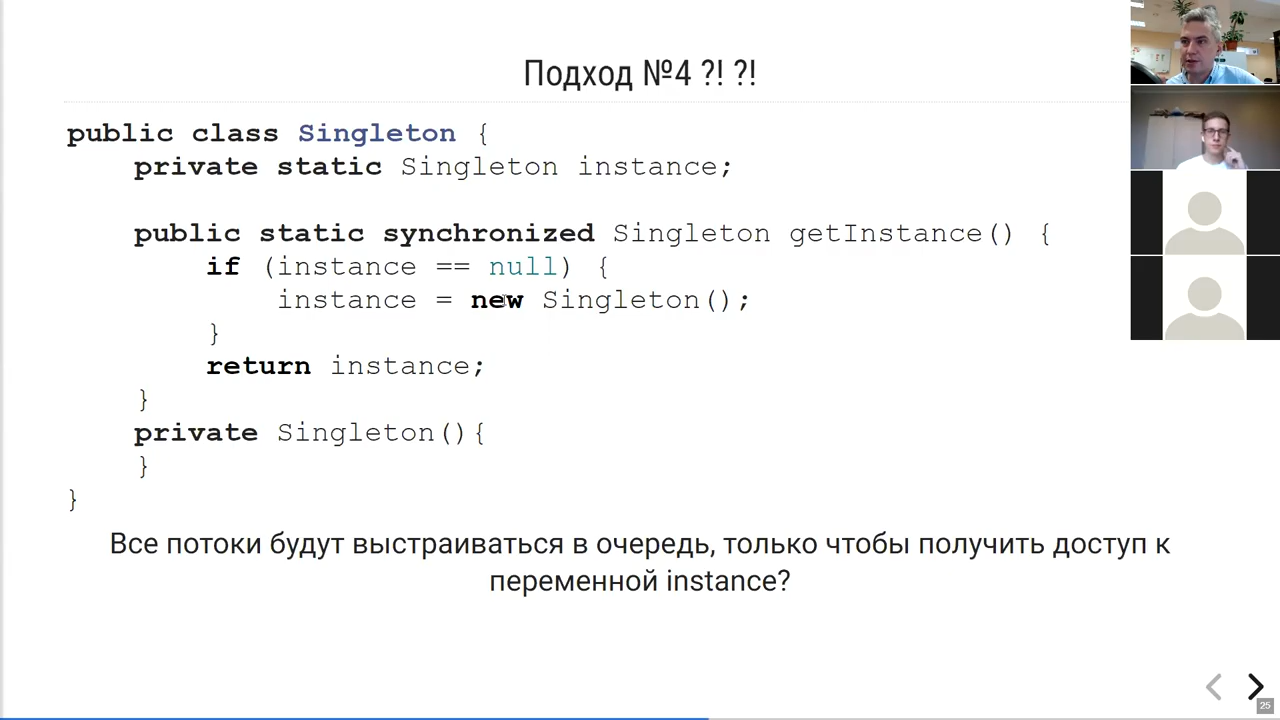 Подход №4 ?! ?!
public class Singleton {
    private static Singleton instance;
    public static synchronized Singleton getInstance() {
        if (instance == null) {
            instance = new Singleton();
        }
        return instance;
    }
    private Singleton(){
    }
}
Все потоки будут выстраиваться в очередь, только чтобы получить доступ к
переменной instance?
25